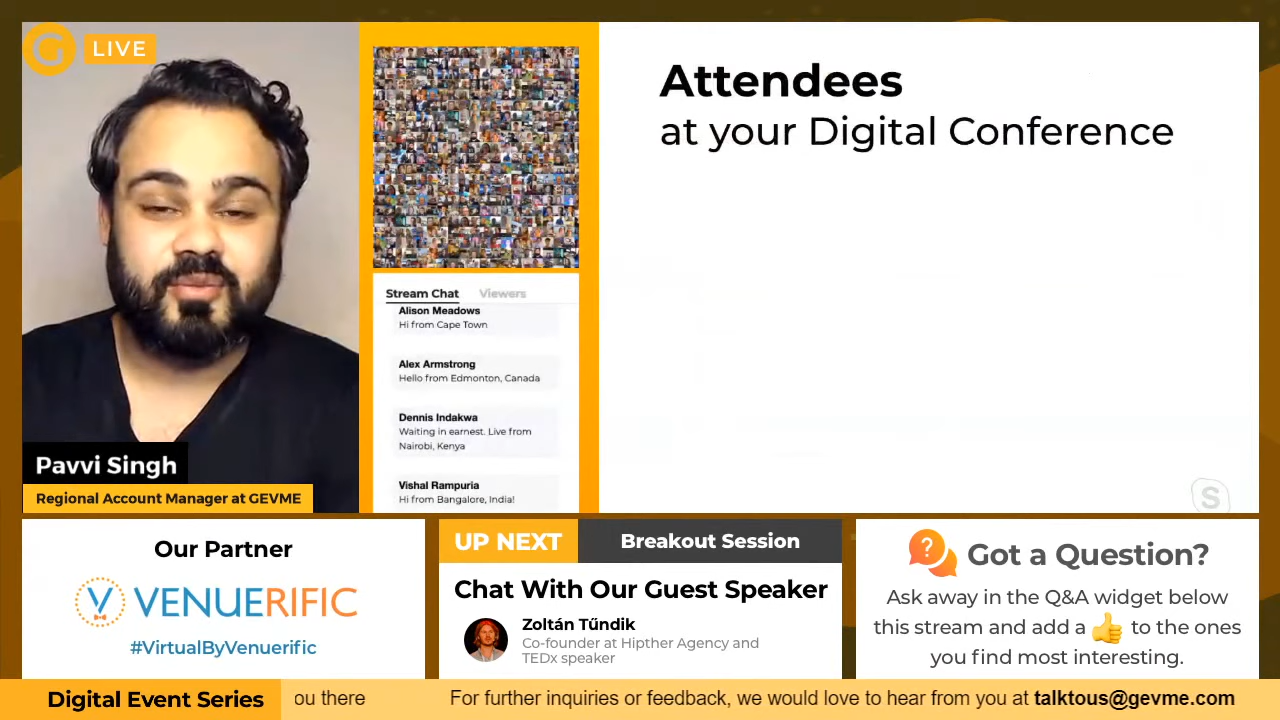 G LIVE
Attendees
at your Digital Conference
Stream Chat Viewers
Alison Meadows
Hi from Cape Town
Alex Armstrong
Hello from Edmonton, Canada
Dennis Indakwa
Waiting in earnest. Live from
Nairobi, Kenya
Vishal Rampuria
Hi from Bangalore, India!
Pavvi Singh
Regional Account Manager at GEVME
S
Our Partner
V VENUERIFIC
#VirtualByVenuerific
UP NEXT Breakout Session
Chat With Our Guest Speaker
Zoltán Tűndik
Co-founder at Hipther Agency and
TEDx speaker
? Got a Question?
Ask away in the Q&A widget below
this stream and add a 👍 to the ones
you find most interesting.
Digital Event Series ou there For further inquiries or feedback, we would love to hear from you at talktous@gevme.com